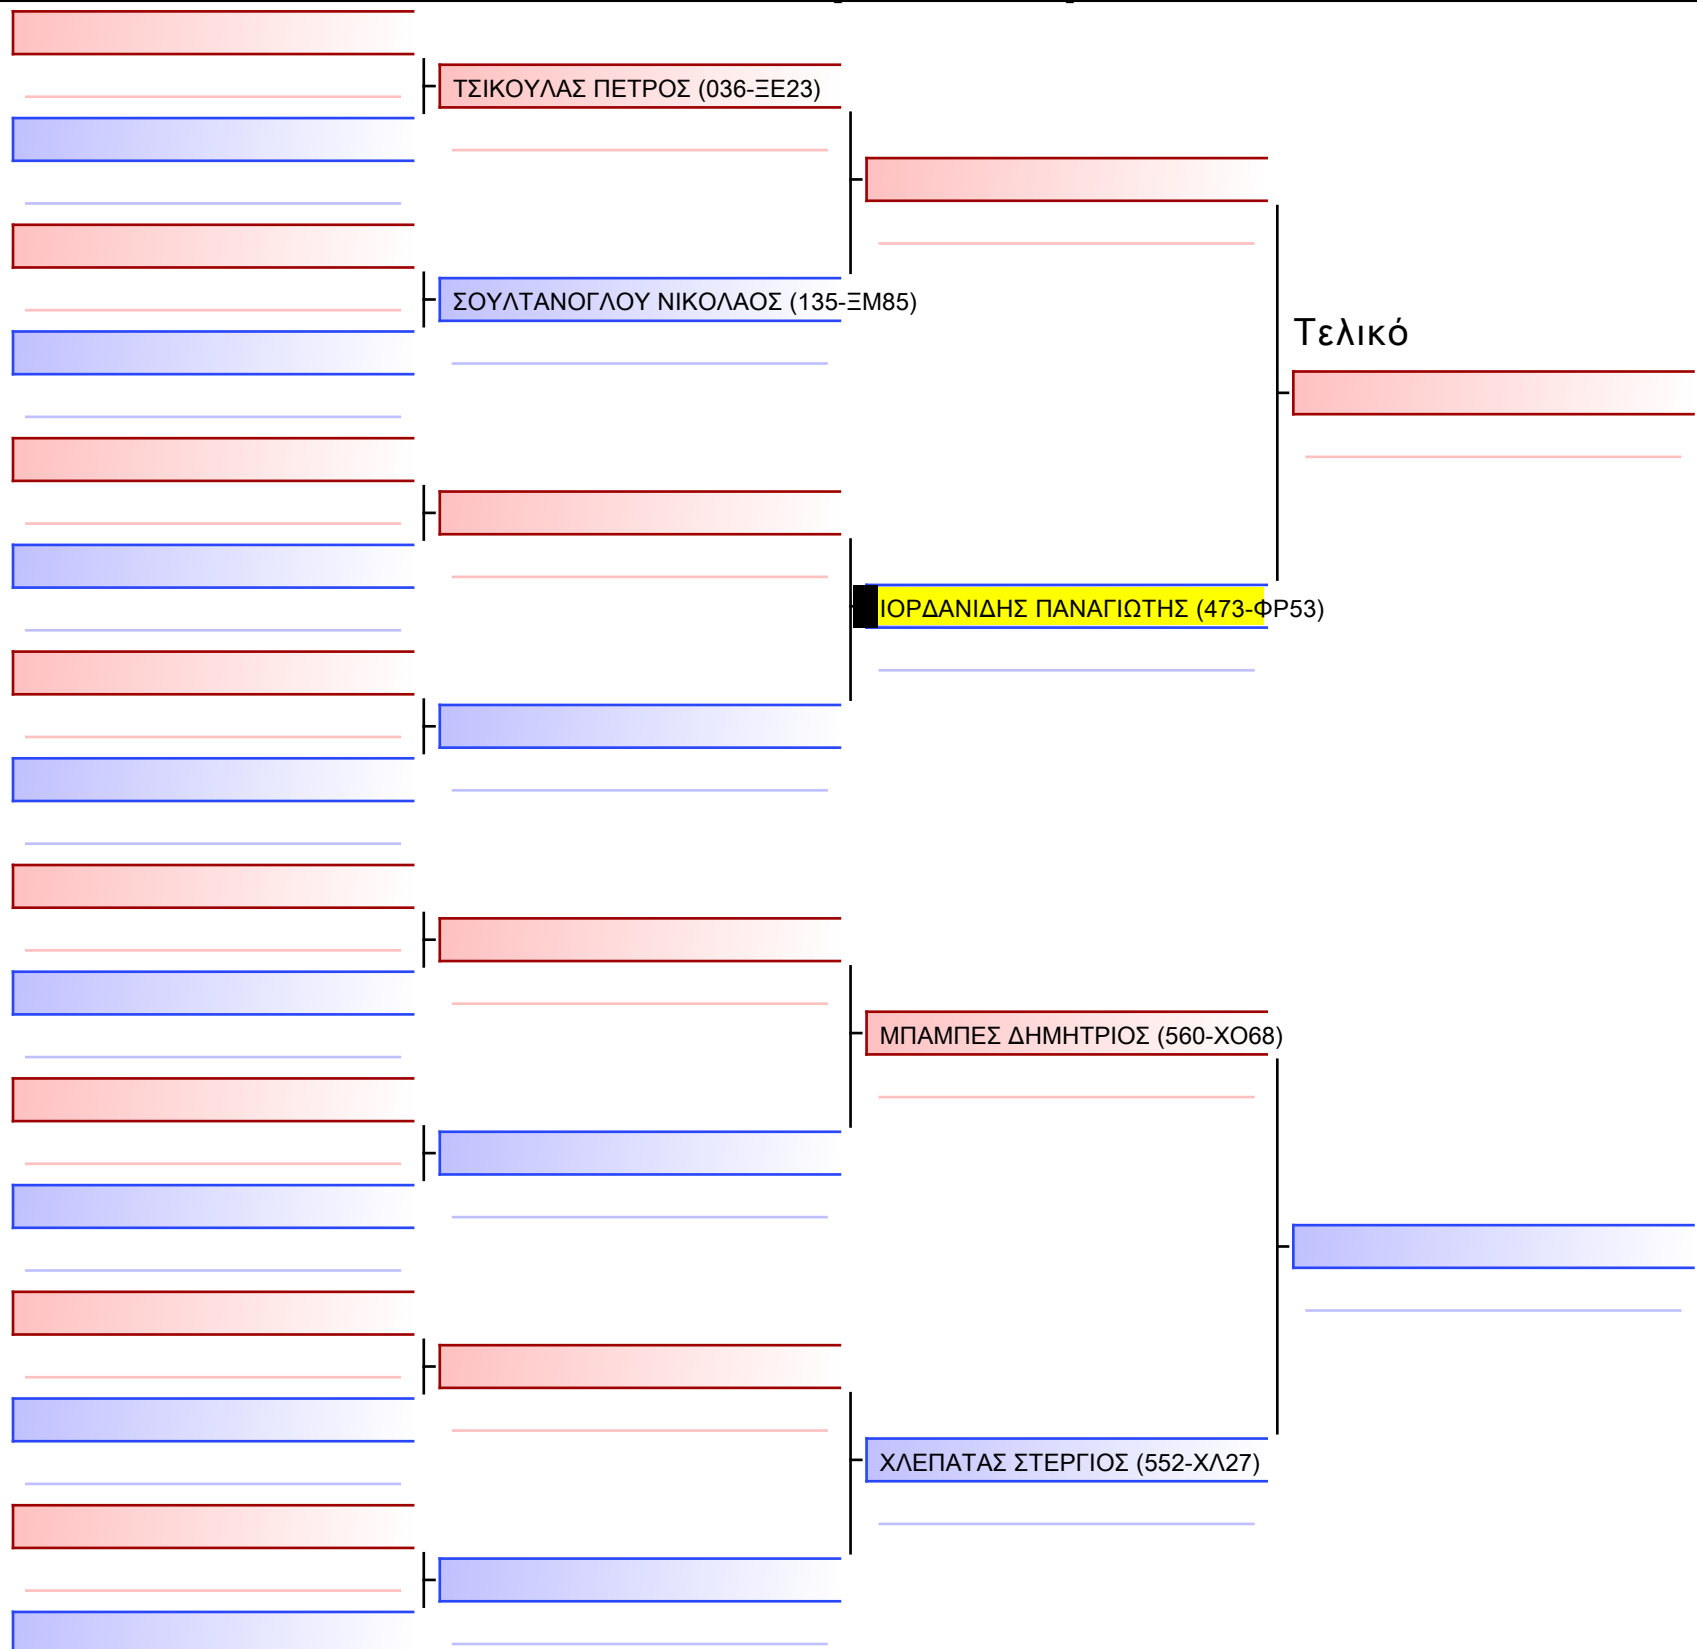 ΤΣΙΚΟΥΛΑΣ ΠΕΤΡΟΣ (036-ΞΕ23)
ΣΟΥΛΤΑΝΟΓΛΟΥ ΝΙΚΟΛΑΟΣ (135-ΞΜ85)
Τελικό
ΙΟΡΔΑΝΙΔΗΣ ΠΑΝΑΓΙΩΤΗΣ (473-ΦΡ53)
ΜΠΑΜΠΕΣ ΔΗΜΗΤΡΙΟΣ (560-ΧΟ68)
ΧΛΕΠΑΤΑΣ ΣΤΕΡΓΙΟΣ (552-ΧΛ27)